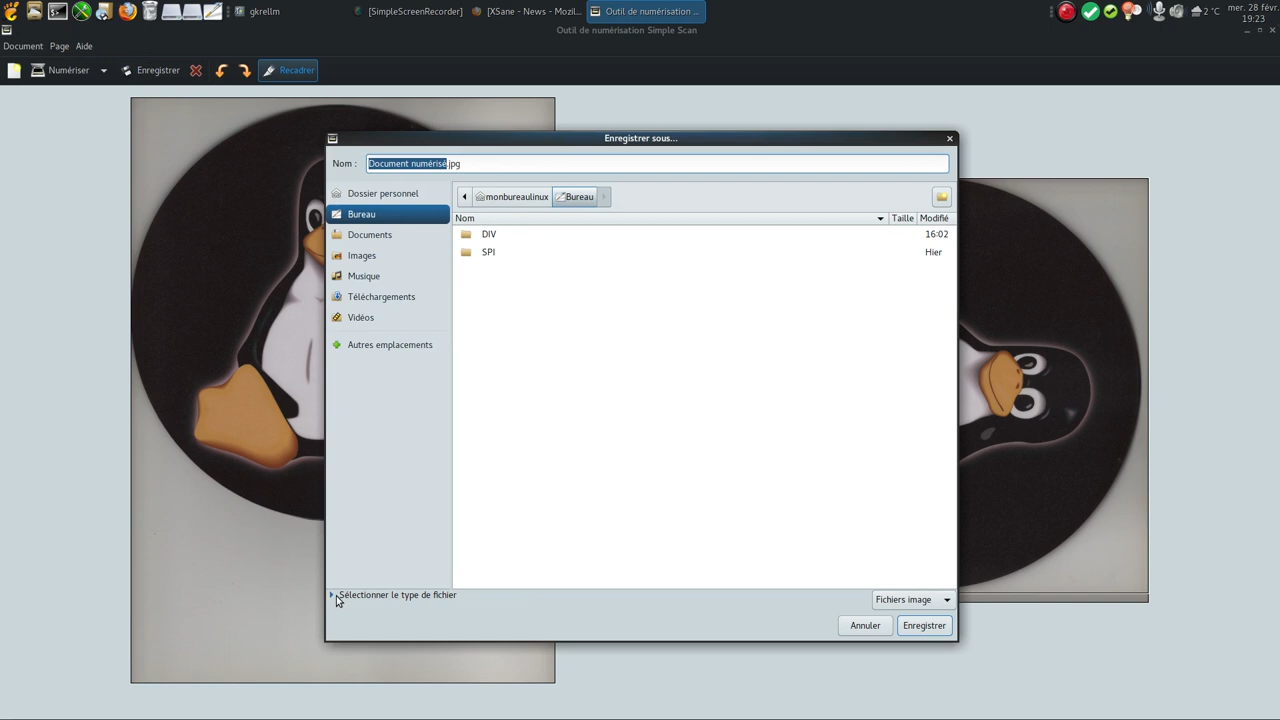 gkrellm
[SimpleScreenRecorder]
[XSane - News - Mozil...
Outil de numérisation ...
2 °C
mer. 28 févr.
19:23
Outil de numérisation Simple Scan
Document Page Aide
Numériser Enregistrer Recadrer
Enregistrer sous...
Nom : Document numérisé.jpg
Dossier personnel
Bureau
Documents
Images
Musique
Téléchargements
Vidéos
Autres emplacements
monbureaulinux Bureau
Nom Taille Modifié
DIV 16:02
SPI Hier
Sélectionner le type de fichier
Fichiers image
Annuler Enregistrer